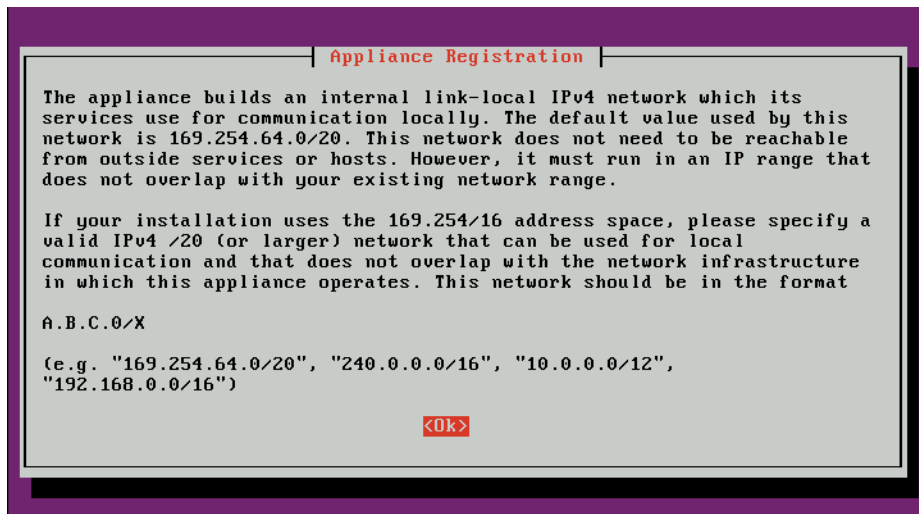 Appliance Registration
The appliance builds an internal link-local IPv4 network which its
services use for communication locally. The default value used by this
network is 169.254.64.0/20. This network does not need to be reachable
from outside services or hosts. However, it must run in an IP range that
does not overlap with your existing network range.
If your installation uses the 169.254/16 address space, please specify a
valid IPv4 /20 (or larger) network that can be used for local
communication and that does not overlap with the network infrastructure
in which this appliance operates. This network should be in the format
A.B.C.0/X
(e.g. "169.254.64.0/20", "240.0.0.0/16", "10.0.0.0/12",
"192.168.0.0/16")
<Ok>